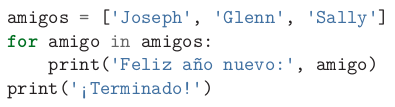 amigos = ['Joseph', 'Glenn', 'Sally']
for amigo in amigos:
    print('Feliz año nuevo:', amigo)
print('¡Terminado!')